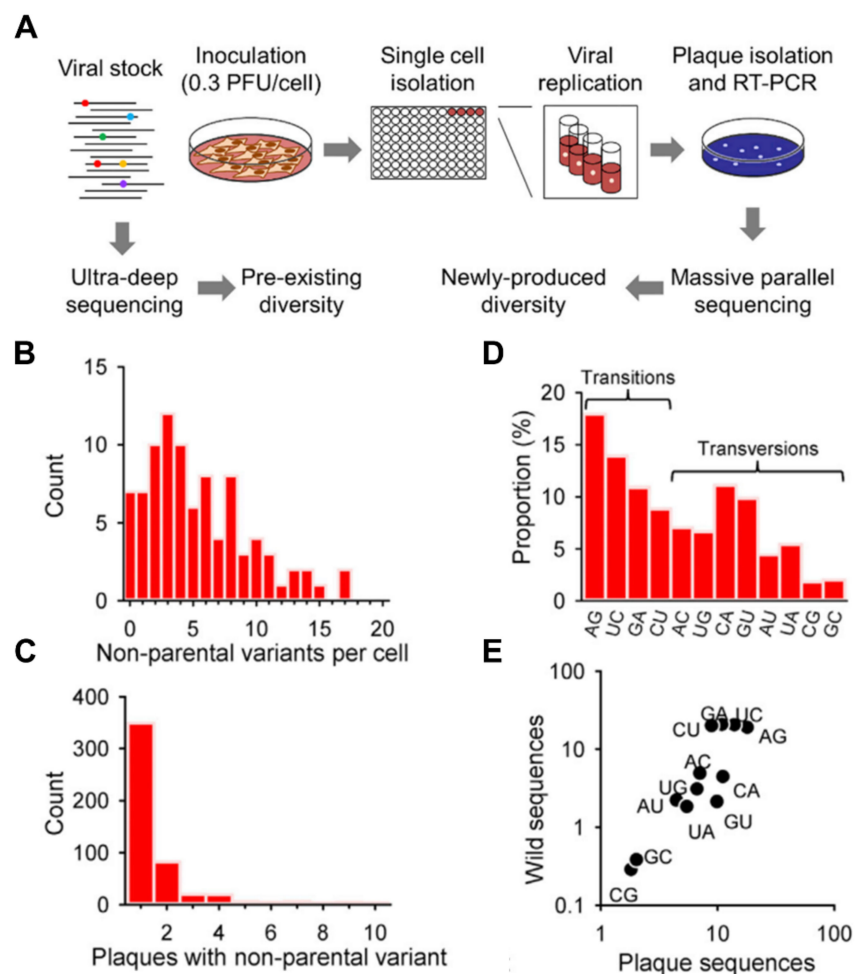 A
Viral stock
Inoculation
(0.3 PFU/cell)
Single cell
isolation
Viral
replication
Plaque isolation
and RT-PCR
Ultra-deep
sequencing
Pre-existing
diversity
Newly-produced
diversity
Massive parallel
sequencing
B
15
10
5
0
Count
0 5 10 15 20
Non-parental variants per cell
C
400
300
200
100
0
Count
2 4 6 8 10
Plaques with non-parental variant
D
Transitions
Transversions
20
15
10
5
0
Proportion (%)
AG UC GA CU AC UG CA GU AU UA CG GC
E
100
10
1
0.1
Wild sequences
GA UC
CU
AG
AC
UG
CA
AU
UA
GU
GC
CG
1 10 100
Plaque sequences